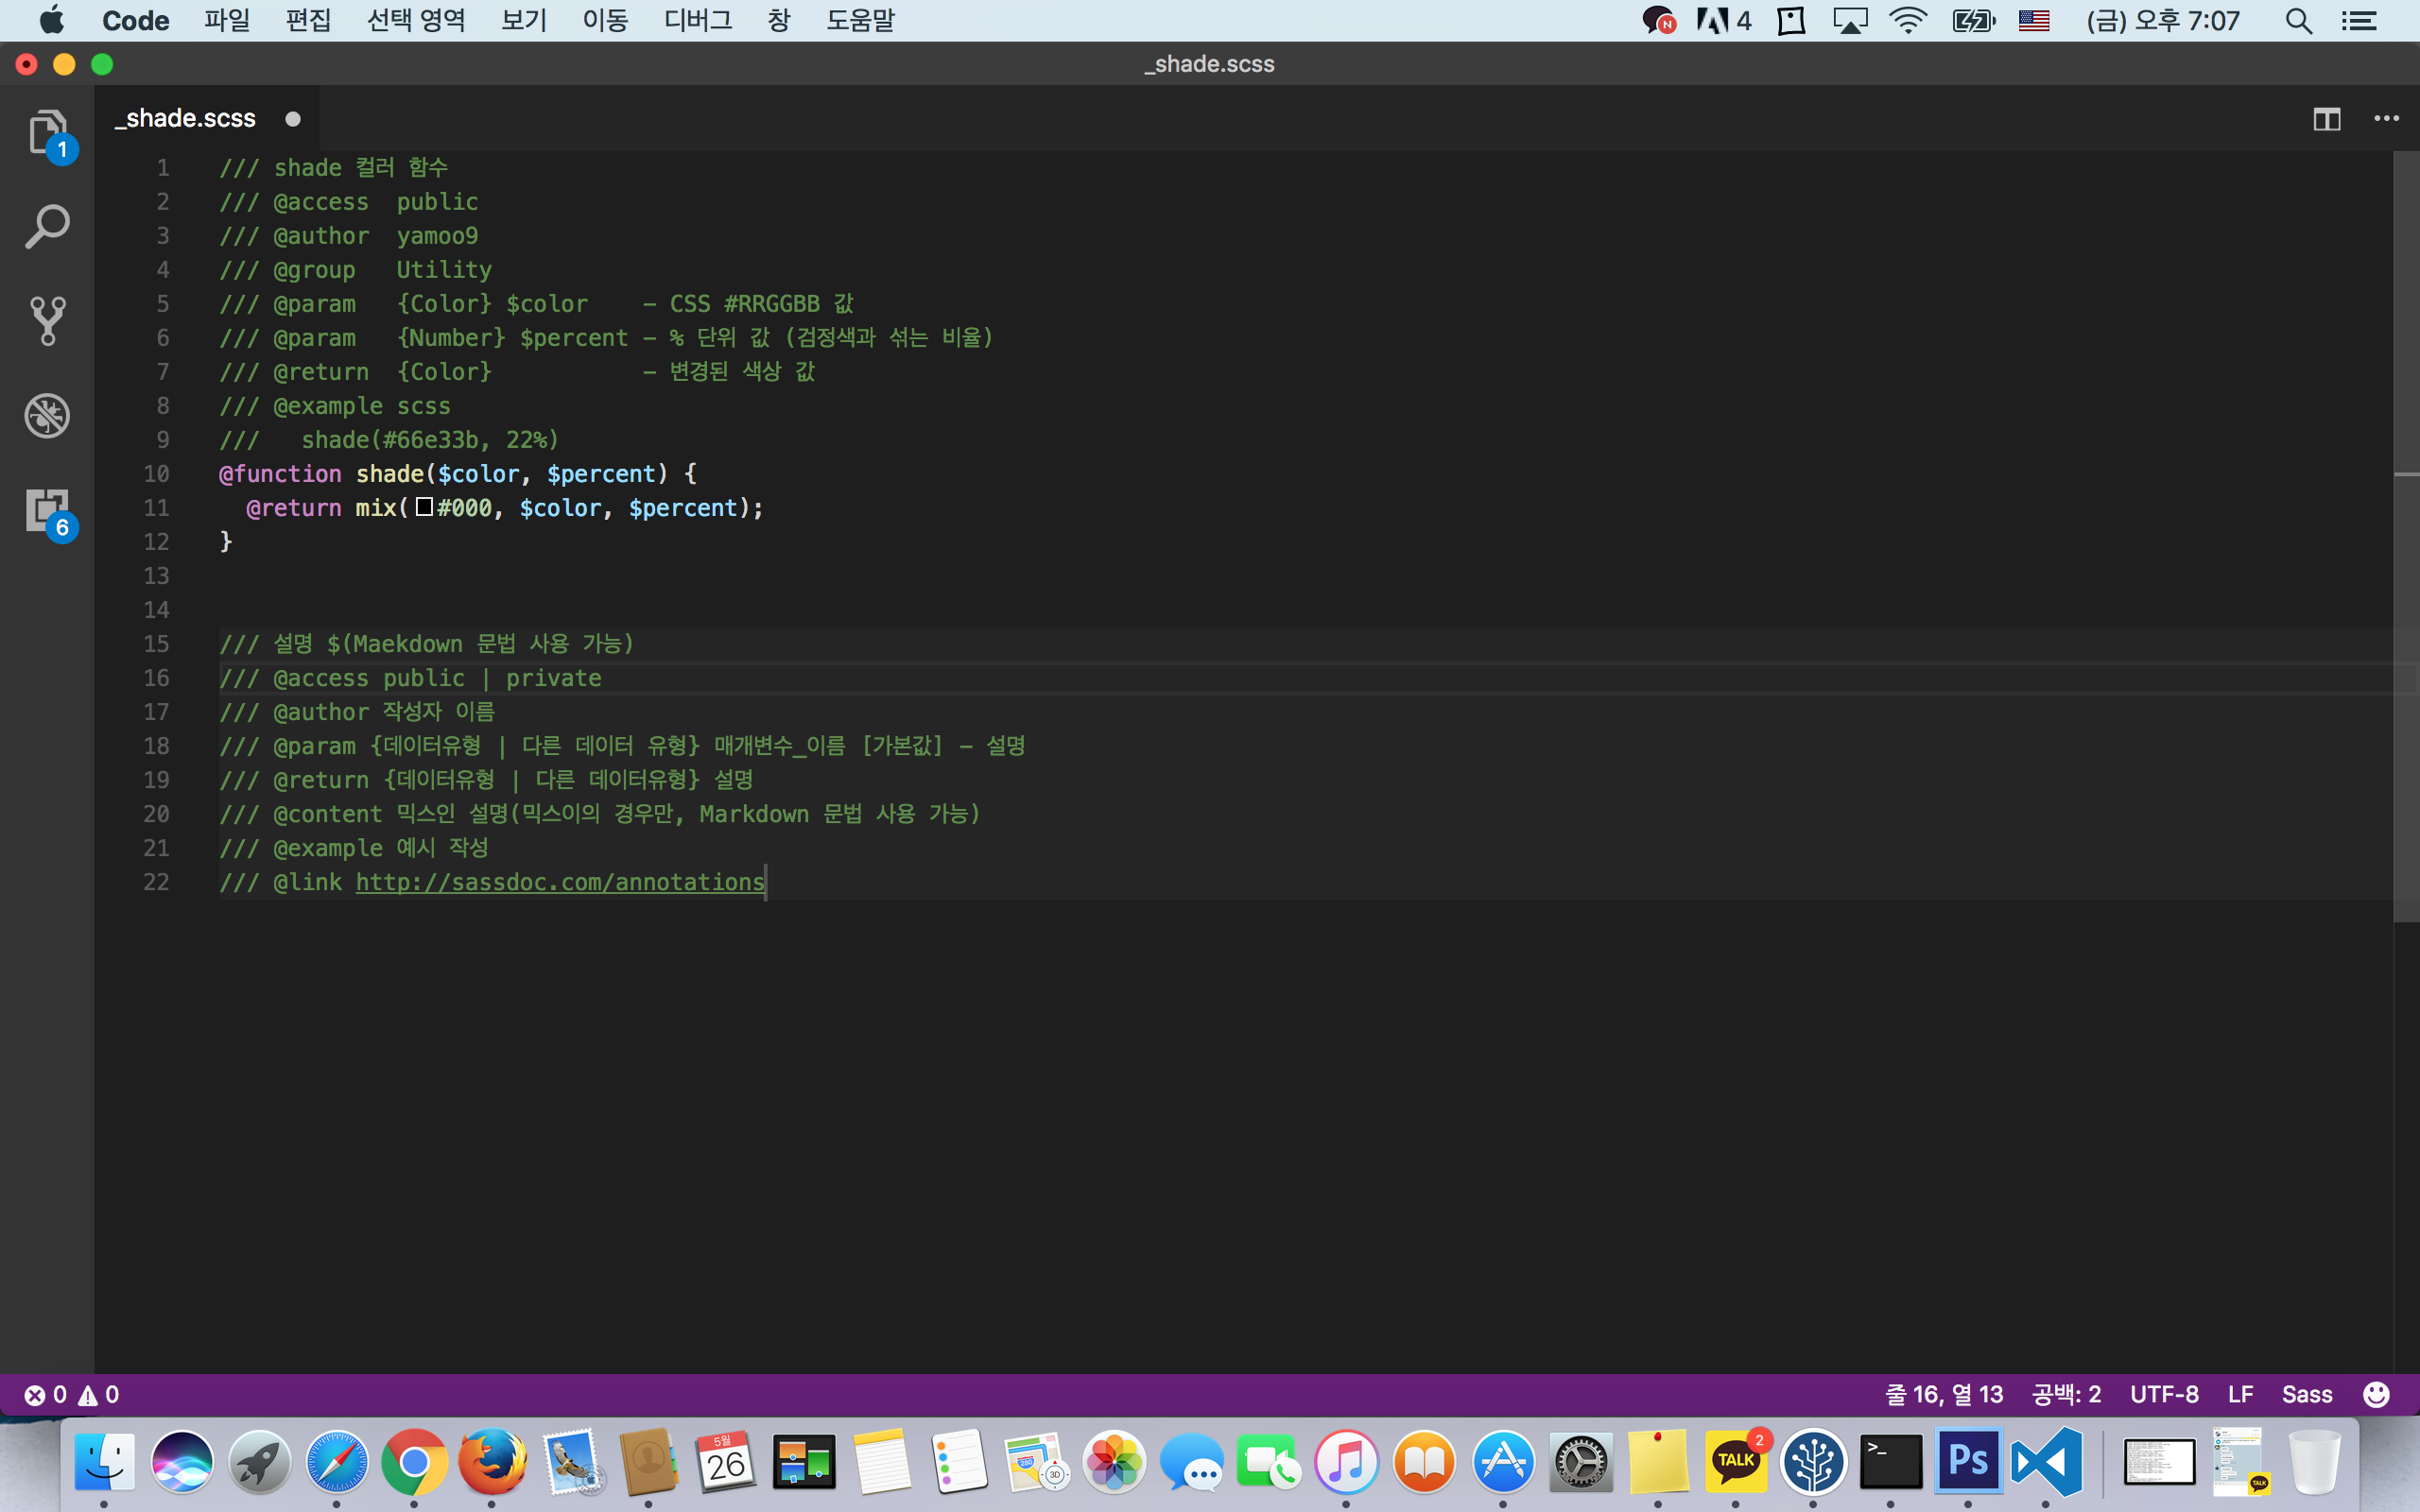 Code 파일 편집 선택 영역 보기 이동 디버그 창 도움말 N 4 (금) 오후 7:07
_shade.scss
_shade.scss
1
6
1 /// shade 컬러 함수
2 /// @access  public
3 /// @author  yamoo9
4 /// @group   Utility
5 /// @param   {Color} $color    – CSS #RRGGBB 값
6 /// @param   {Number} $percent – % 단위 값 (검정색과 섞는 비율)
7 /// @return  {Color}           – 변경된 색상 값
8 /// @example scss
9 ///   shade(#66e33b, 22%)
10 @function shade($color, $percent) {
11   @return mix(#000, $color, $percent);
12 }
13
14
15 /// 설명 $(Maekdown 문법 사용 가능)
16 /// @access public | private
17 /// @author 작성자 이름
18 /// @param {데이터유형 | 다른 데이터 유형} 매개변수_이름 [가본값] – 설명
19 /// @return {데이터유형 | 다른 데이터유형} 설명
20 /// @content 믹스인 설명(믹스이의 경우만, Markdown 문법 사용 가능)
21 /// @example 예시 작성
22 /// @link http://sassdoc.com/annotations
0 0 줄 16, 열 13 공백: 2 UTF-8 LF Sass
5월
26
280
3D
TALK
2
>_
Ps
TALK